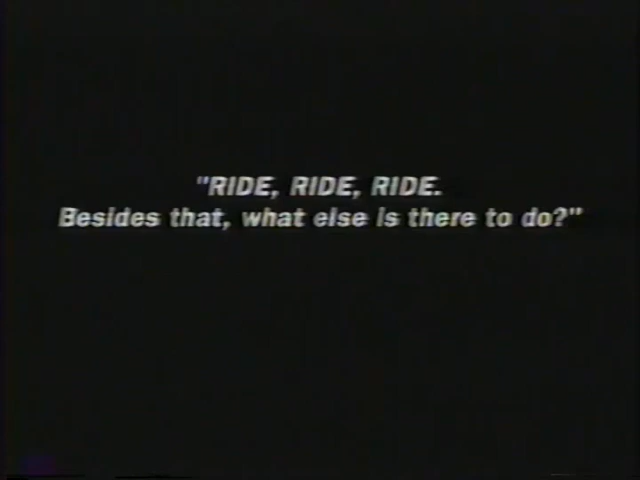 "RIDE, RIDE, RIDE.
Besides that, what else is there to do?"